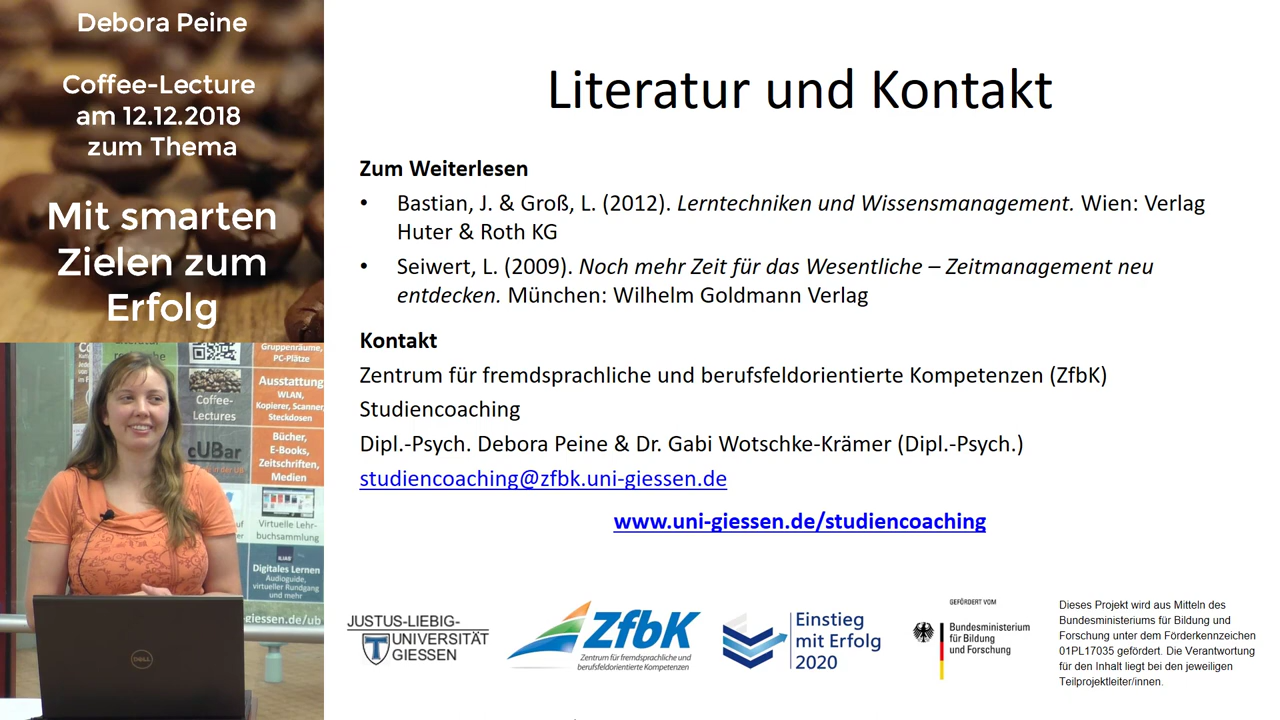 Debora Peine
Coffee-Lecture
am 12.12.2018
zum Thema
Mit smarten
Zielen zum
Erfolg
Gruppenräume,
PC-Plätze
Ausstattung
WLAN,
Kopierer, Scanner,
Steckdosen
Coffee-
Lectures
cUBar
in der UB
Bücher,
E-Books,
Zeitschriften,
Medien
Virtuelle Lehr-
buchsammlung
ILIAS
Digitales Lernen
Audioguide,
virtueller Rundgang
und mehr
giessen.de/ub
DELL
Literatur und Kontakt
Zum Weiterlesen
• Bastian, J. & Groß, L. (2012). Lerntechniken und Wissensmanagement. Wien: Verlag
Huter & Roth KG
• Seiwert, L. (2009). Noch mehr Zeit für das Wesentliche – Zeitmanagement neu
entdecken. München: Wilhelm Goldmann Verlag
Kontakt
Zentrum für fremdsprachliche und berufsfeldorientierte Kompetenzen (ZfbK)
Studiencoaching
Dipl.-Psych. Debora Peine & Dr. Gabi Wotschke-Krämer (Dipl.-Psych.)
studiencoaching@zfbk.uni-giessen.de
www.uni-giessen.de/studiencoaching
JUSTUS-LIEBIG-
UNIVERSITÄT
GIESSEN
ZfbK
Zentrum für fremdsprachliche und
berufsfeldorientierte Kompetenzen
Einstieg
mit Erfolg
2020
GEFÖRDERT VOM
Bundesministerium
für Bildung
und Forschung
Dieses Projekt wird aus Mitteln des
Bundesministeriums für Bildung und
Forschung unter dem Förderkennzeichen
01PL17035 gefördert. Die Verantwortung
für den Inhalt liegt bei den jeweiligen
Teilprojektleiter/innen.